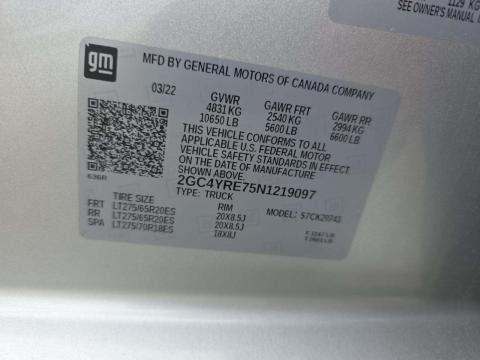 1129 KG
SEE OWNER'S MANUAL
gm
MFD BY GENERAL MOTORS OF CANADA COMPANY
03/22
GVWR GAWR FRT GAWR RR
4831 KG 2540 KG 2994 KG
10650 LB 5600 LB 6600 LB
THIS VEHICLE CONFORMS TO ALL
APPLICABLE U.S. FEDERAL MOTOR
VEHICLE SAFETY STANDARDS IN EFFECT
ON THE DATE OF MANUFACTURE SHOWN ABOVE.
2GC4YRE75N1219097
TYPE: TRUCK
TIRE SIZE RIM MODEL:
FRT LT275/65R20ES 20X8.5J
RR LT275/65R20ES 20X8.5J
SPA LT275/70R18ES 18X8J